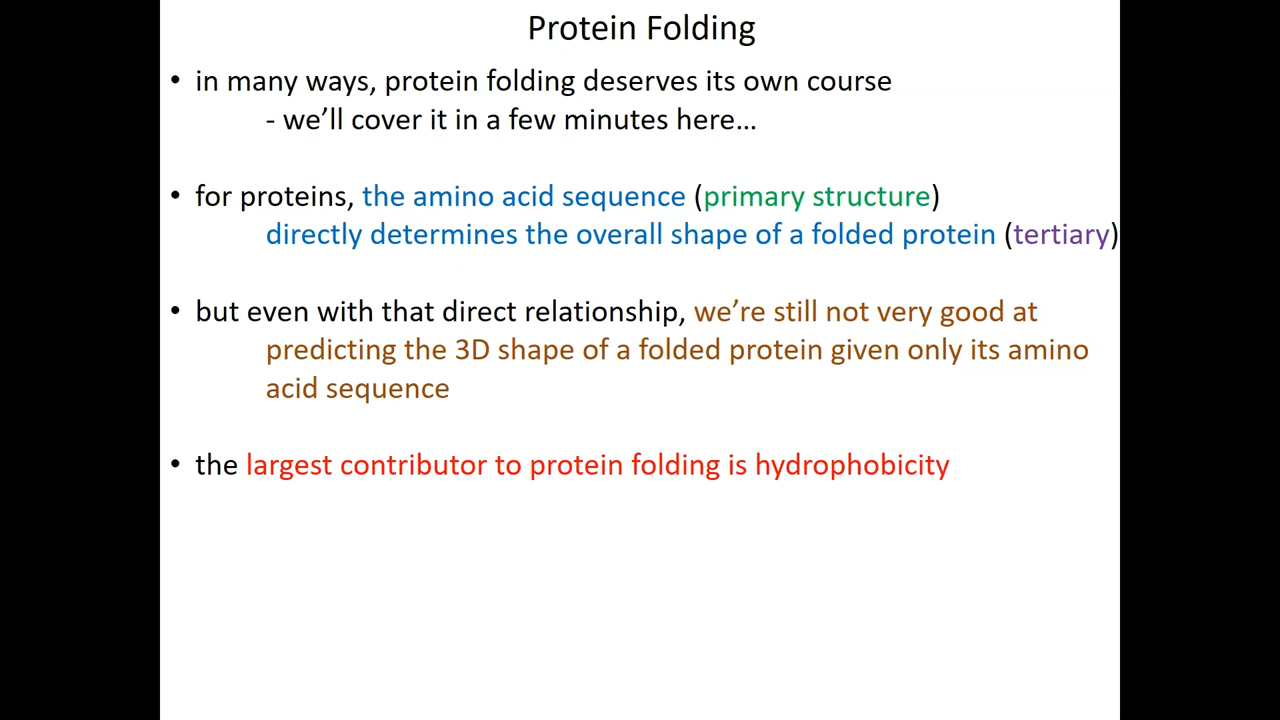 Protein Folding
• in many ways, protein folding deserves its own course
- we’ll cover it in a few minutes here…
• for proteins, the amino acid sequence (primary structure)
directly determines the overall shape of a folded protein (tertiary)
• but even with that direct relationship, we’re still not very good at
predicting the 3D shape of a folded protein given only its amino
acid sequence
• the largest contributor to protein folding is hydrophobicity